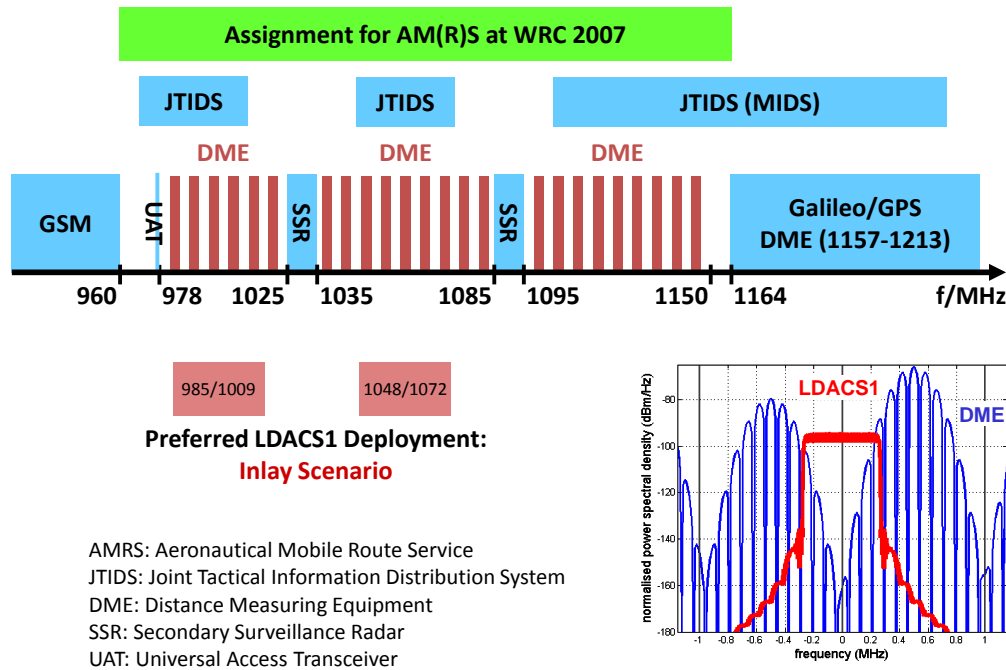 Assignment for AM(R)S at WRC 2007
JTIDS
JTIDS
JTIDS (MIDS)
DME
DME
DME
GSM
UAT
SSR
SSR
Galileo/GPS
DME (1157-1213)
960
978
1025
1035
1085
1095
1150
1164
f/MHz
985/1009
1048/1072
Preferred LDACS1 Deployment:
Inlay Scenario
AMRS: Aeronautical Mobile Route Service
JTIDS: Joint Tactical Information Distribution System
DME: Distance Measuring Equipment
SSR: Secondary Surveillance Radar
UAT: Universal Access Transceiver
LDACS1
DME
normalised power spectral density (dBm/Hz)
-80
-100
-120
-140
-160
-180
-1 -0.8 -0.6 -0.4 -0.2 0 0.2 0.4 0.6 0.8 1
frequency (MHz)